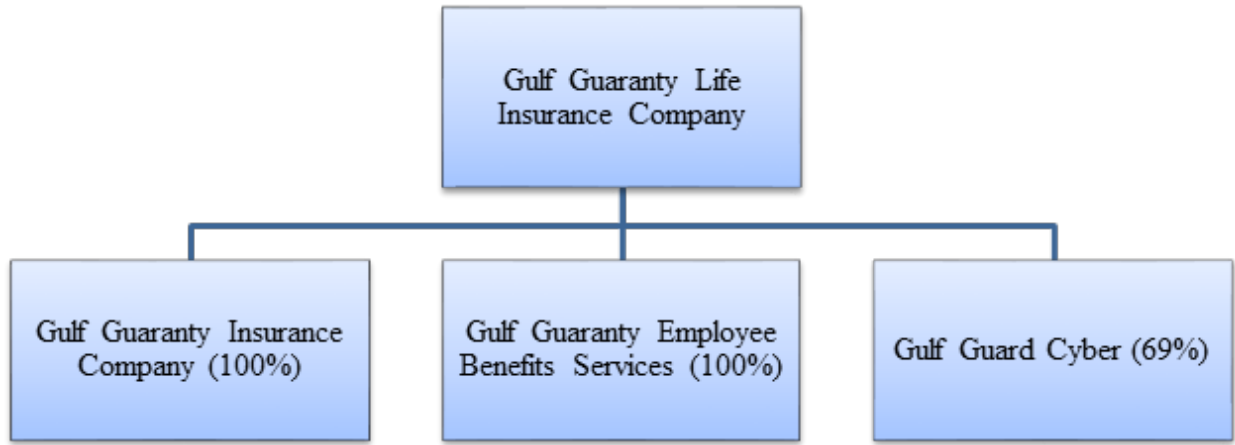 Gulf Guaranty Life
Insurance Company
Gulf Guaranty Insurance
Company (100%)
Gulf Guaranty Employee
Benefits Services (100%)
Gulf Guard Cyber (69%)